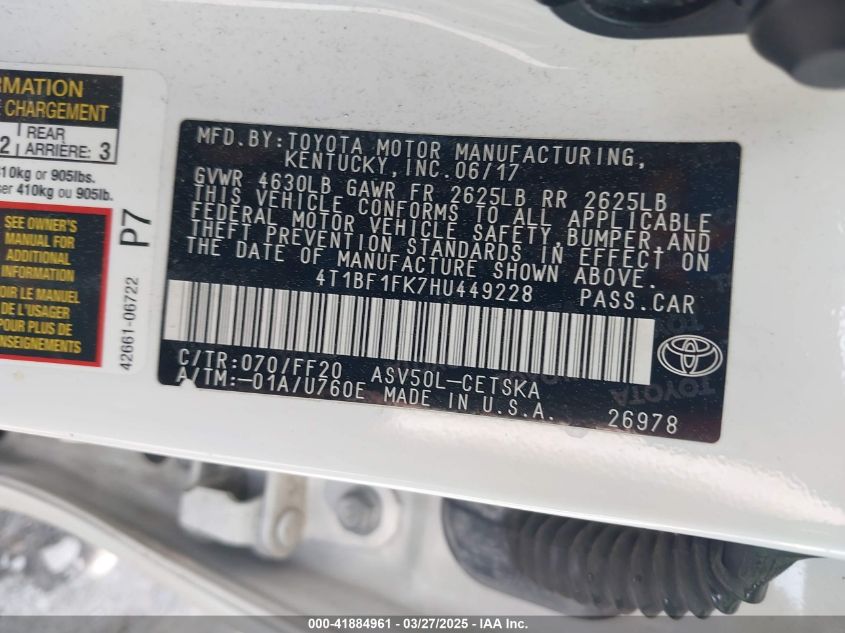 RMATION
E CHARGEMENT
2 REAR ARRIÈRE: 3
10kg or 905lbs.
ser 410kg ou 905lb.
SEE OWNER'S
MANUAL FOR
ADDITIONAL
INFORMATION
OIR LE MANUEL
DE L'USAGER
POUR PLUS DE
NSEIGNEMENTS
P7
42661-06722
MFD.BY:TOYOTA MOTOR MANUFACTURING,
KENTUCKY,INC.06/17
GVWR 4630LB GAWR FR 2625LB RR 2625LB
THIS VEHICLE CONFORMS TO ALL APPLICABLE
FEDERAL MOTOR VEHICLE SAFETY,BUMPER,AND
THEFT PREVENTION STANDARDS IN EFFECT ON
THE DATE OF MANUFACTURE SHOWN ABOVE.
4T1BF1FK7HU449228 PASS.CAR
C/TR:070/FF20 ASV50L-CETSKA
A/TM:-01A/U760E MADE IN U.S.A.
TOYOTA
26978
000-41884961 - 03/27/2025 - IAA Inc.